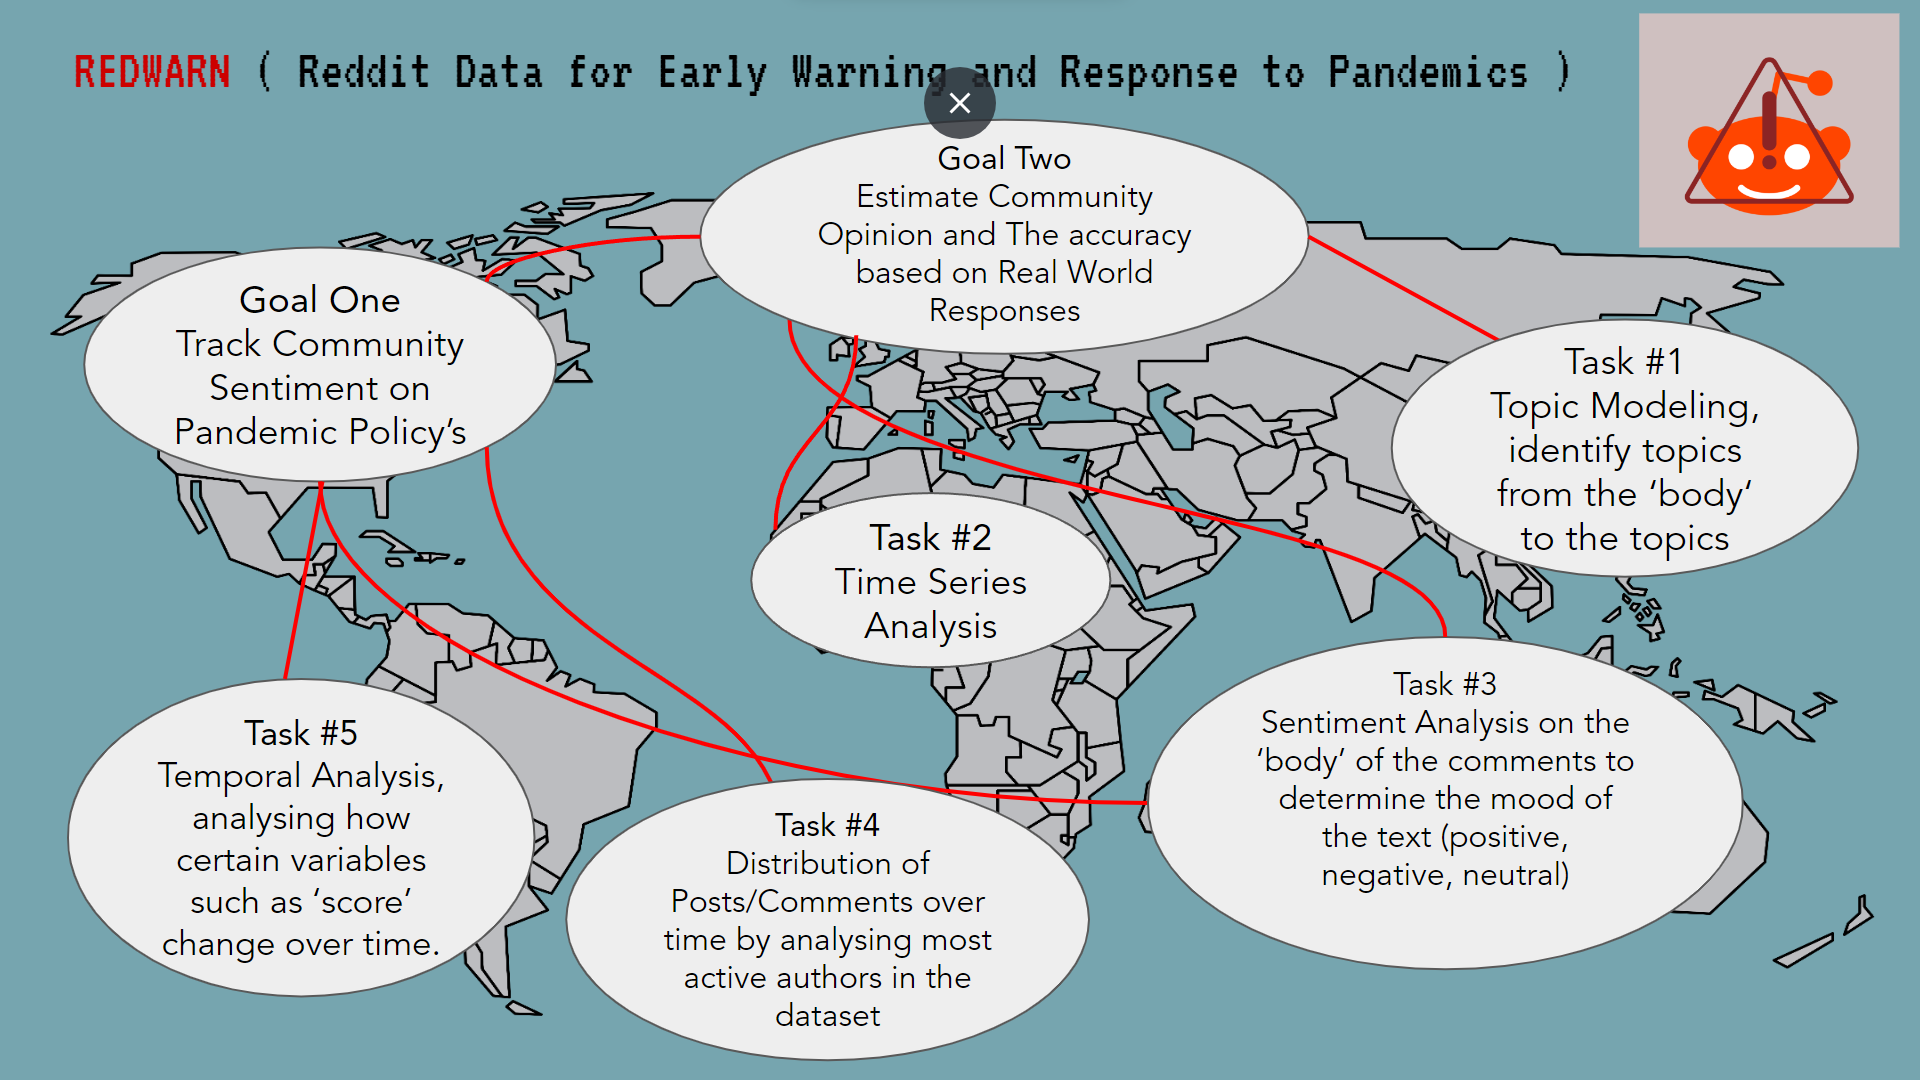 REDWARN ( Reddit Data for Early Warning and Response to Pandemics )
Goal Two
Estimate Community
Opinion and The accuracy
based on Real World
Responses
Goal One
Track Community
Sentiment on
Pandemic Policy’s
Task #1
Topic Modeling,
identify topics
from the ‘body‘
to the topics
Task #2
Time Series
Analysis
Task #3
Sentiment Analysis on the
‘body’ of the comments to
determine the mood of
the text (positive,
negative, neutral)
Task #5
Temporal Analysis,
analysing how
certain variables
such as ‘score’
change over time.
Task #4
Distribution of
Posts/Comments over
time by analysing most
active authors in the
dataset